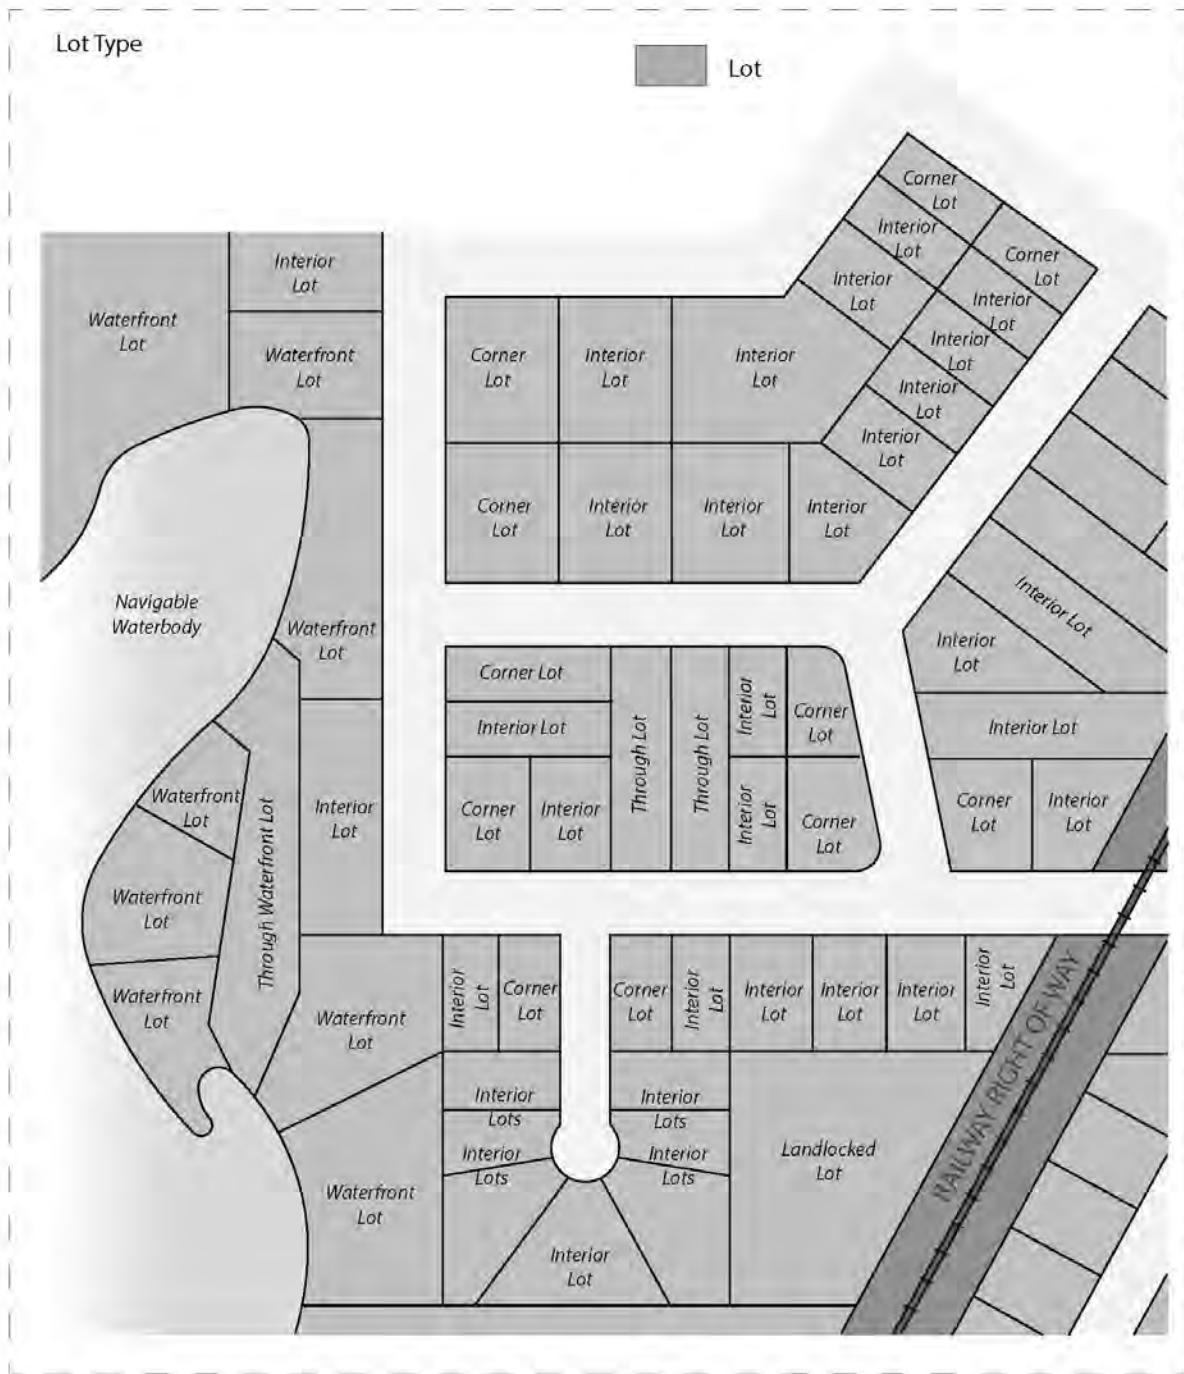 Lot Type
Lot
Corner
Lot
Interior
Lot
Corner
Lot
Interior
Lot
Interior
Lot
Interior
Lot
Interior
Lot
Interior
Lot
Interior
Lot
Waterfront
Lot
Waterfront
Lot
Corner
Lot
Interior
Lot
Interior
Lot
Interior
Lot
Corner
Lot
Interior
Lot
Interior
Lot
Interior
Lot
Navigable
Waterbody
Waterfront
Lot
Interior Lot
Interior
Lot
Corner Lot
Interior Lot
Through Lot
Through Lot
Interior
Lot
Corner
Lot
Interior Lot
Waterfront
Lot
Through Waterfront Lot
Interior
Lot
Corner
Lot
Interior
Lot
Interior
Lot
Corner
Lot
Corner
Lot
Interior
Lot
Waterfront
Lot
Waterfront
Lot
Waterfront
Lot
Interior
Lot
Corner
Lot
Corner
Lot
Interior
Lot
Interior
Lot
Interior
Lot
Interior
Lot
Interior
Lot
RAILWAY RIGHT OF WAY
Interior
Lots
Interior
Lots
Interior
Lots
Interior
Lots
Landlocked
Lot
Waterfront
Lot
Interior
Lot